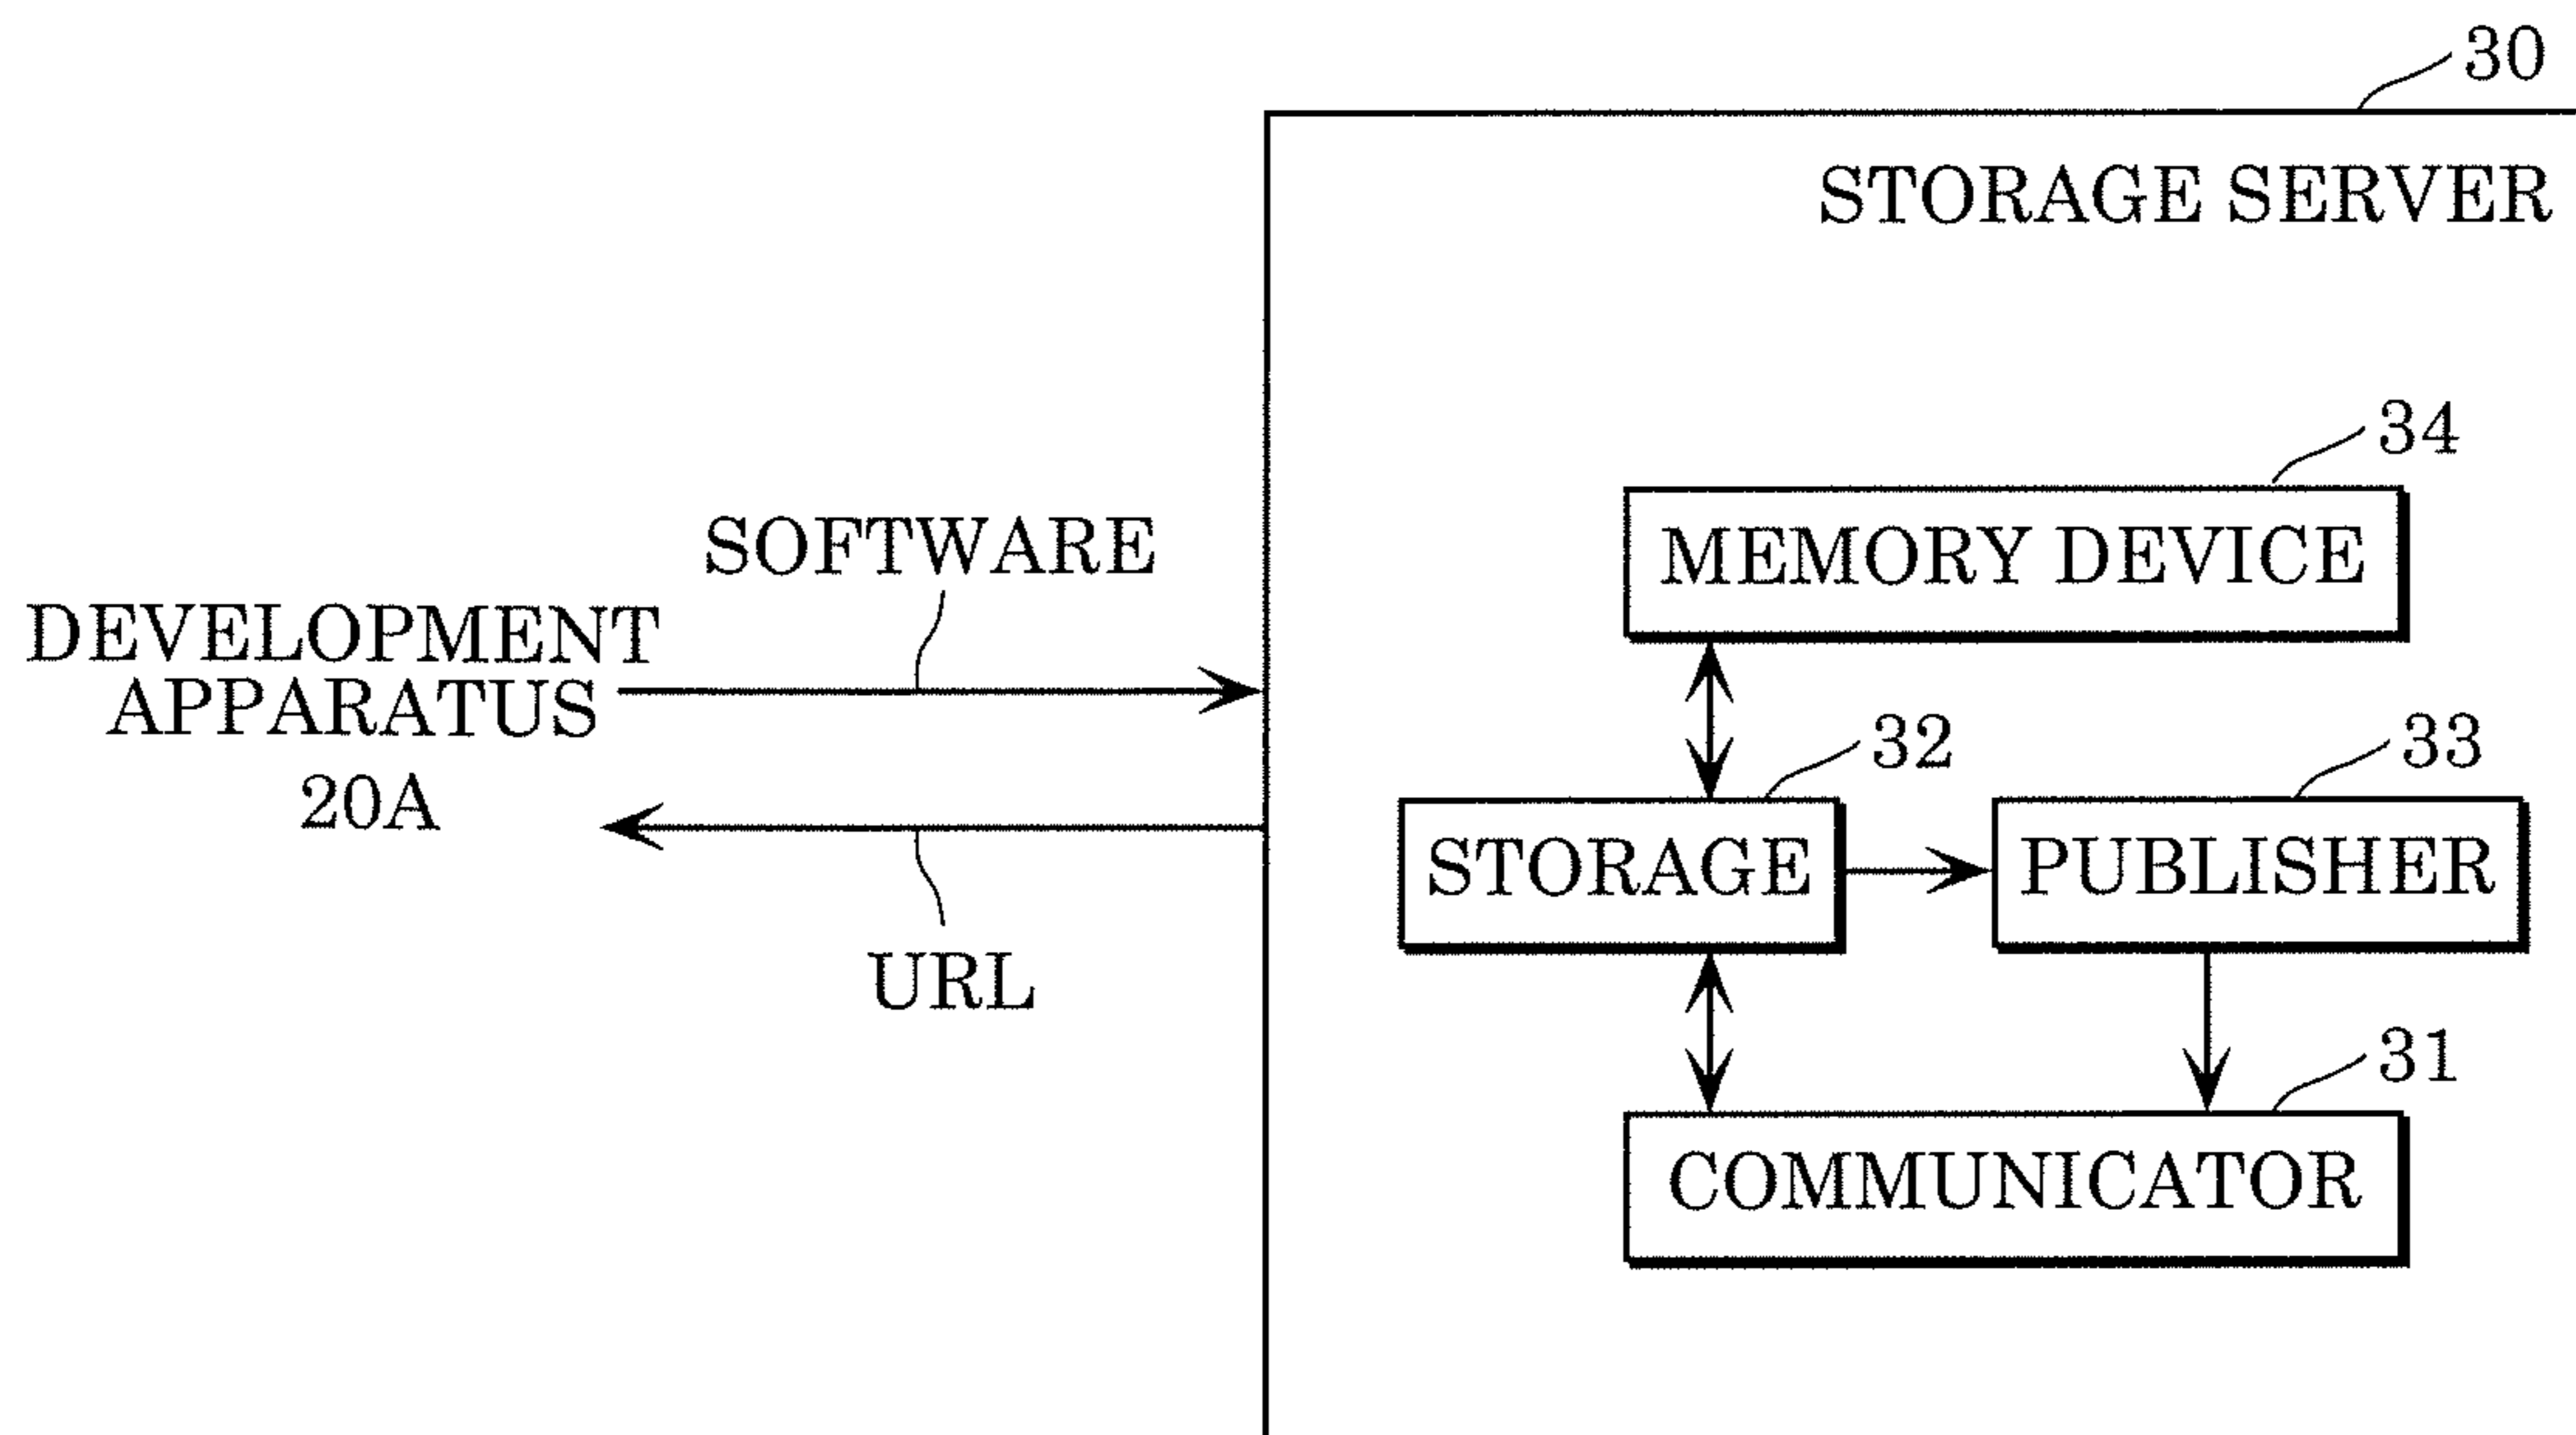 30
STORAGE SERVER
34
MEMORY DEVICE
SOFTWARE
DEVELOPMENT
APPARATUS
20A
URL
32
33
STORAGE
PUBLISHER
31
COMMUNICATOR